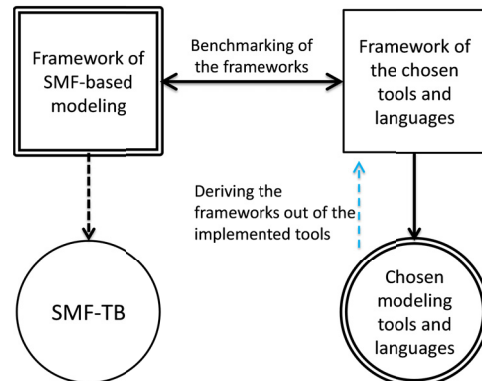 Framework of
SMF-based
modeling
Benchmarking of
the frameworks
Framework of
the chosen
tools and
languages
Deriving the
frameworks out of the
implemented tools
SMF-TB
Chosen
modeling
tools and
languages